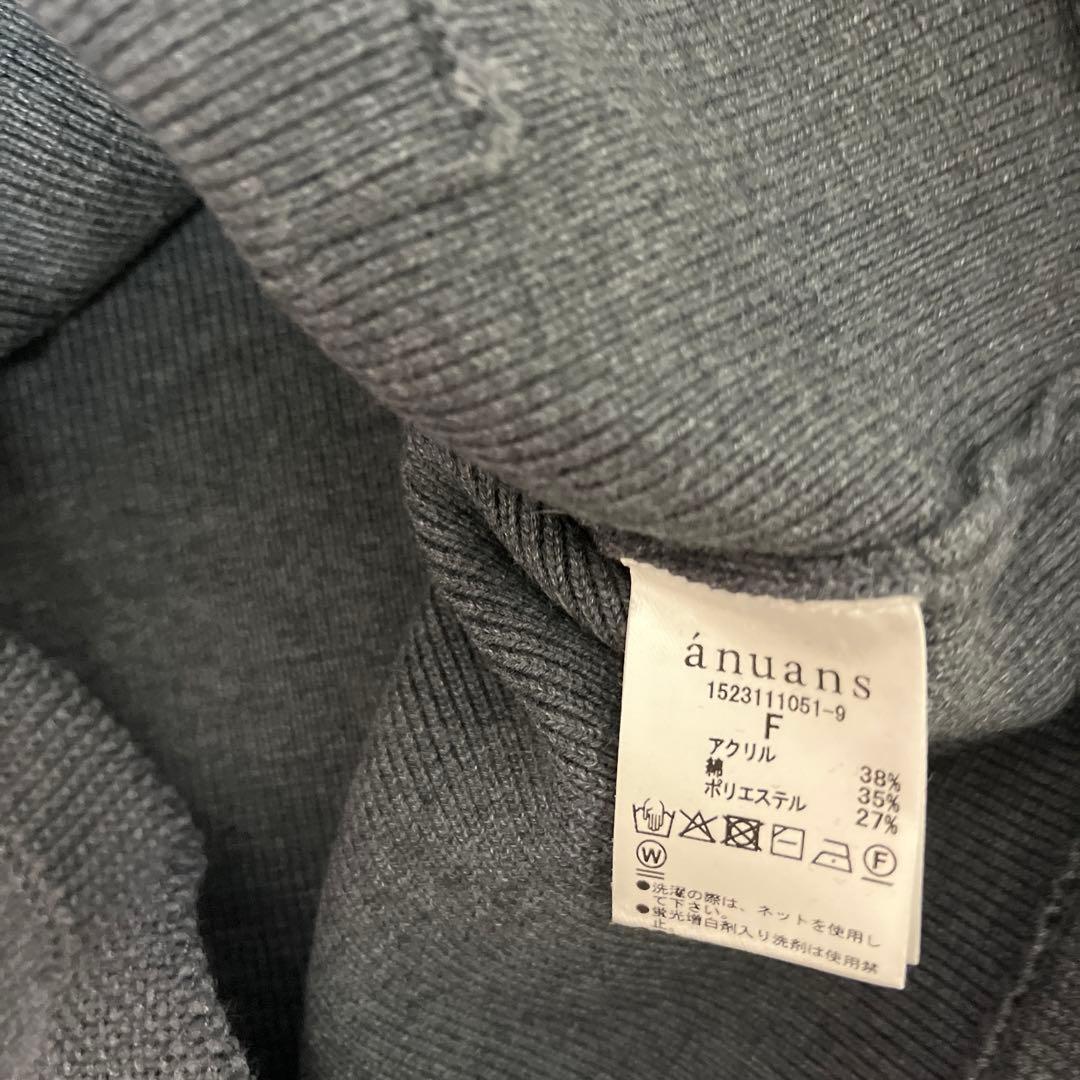 ánuans
1523111051-9
F
アクリル 38%
綿 35%
ポリエステル 27%
F
W
●洗濯の際は、ネットを使用し
て下さい。
●蛍光増白剤入り洗剤は使用禁
止。